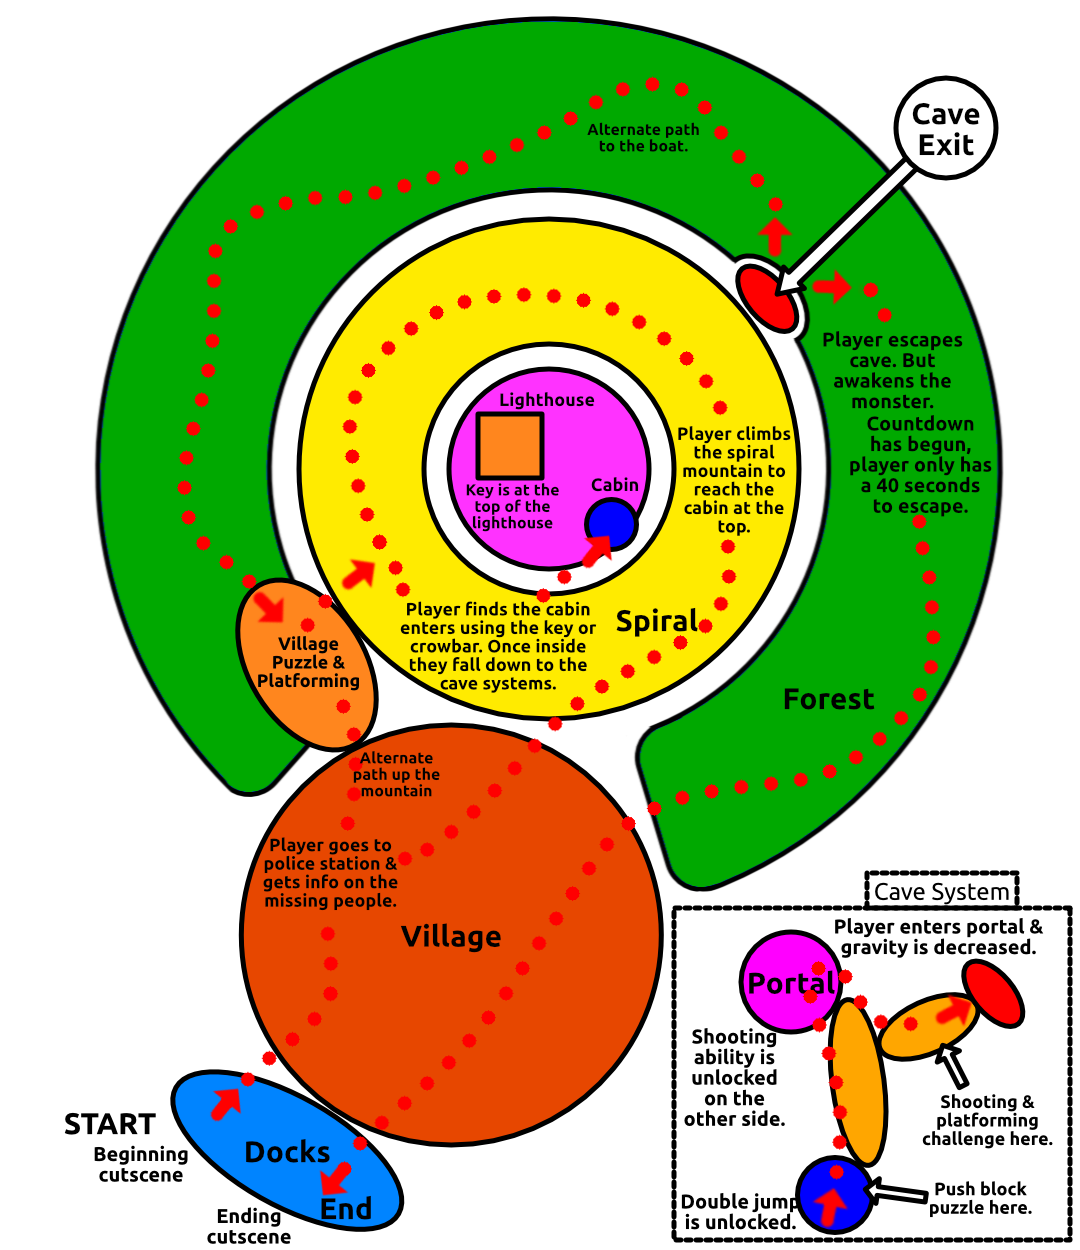 Cave
Exit
Alternate path
to the boat.
Player escapes
cave. But
awakens the
monster.
Countdown
has begun,
player only has
a 40 seconds
to escape.
Lighthouse
Key is at the
top of the
lighthouse
Cabin
Player climbs
the spiral
mountain to
reach the
cabin at the
top.
Player finds the cabin
enters using the key or
crowbar. Once inside
they fall down to the
cave systems.
Spiral
Village
Puzzle &
Platforming
Forest
Alternate
path up the
mountain
Player goes to
police station &
gets info on the
missing people.
Village
START
Beginning
cutscene
Docks
End
Ending
cutscene
Cave System
Player enters portal &
gravity is decreased.
Portal
Shooting
ability is
unlocked
on the
other side.
Shooting &
platforming
challenge here.
Double jump
is unlocked.
Push block
puzzle here.